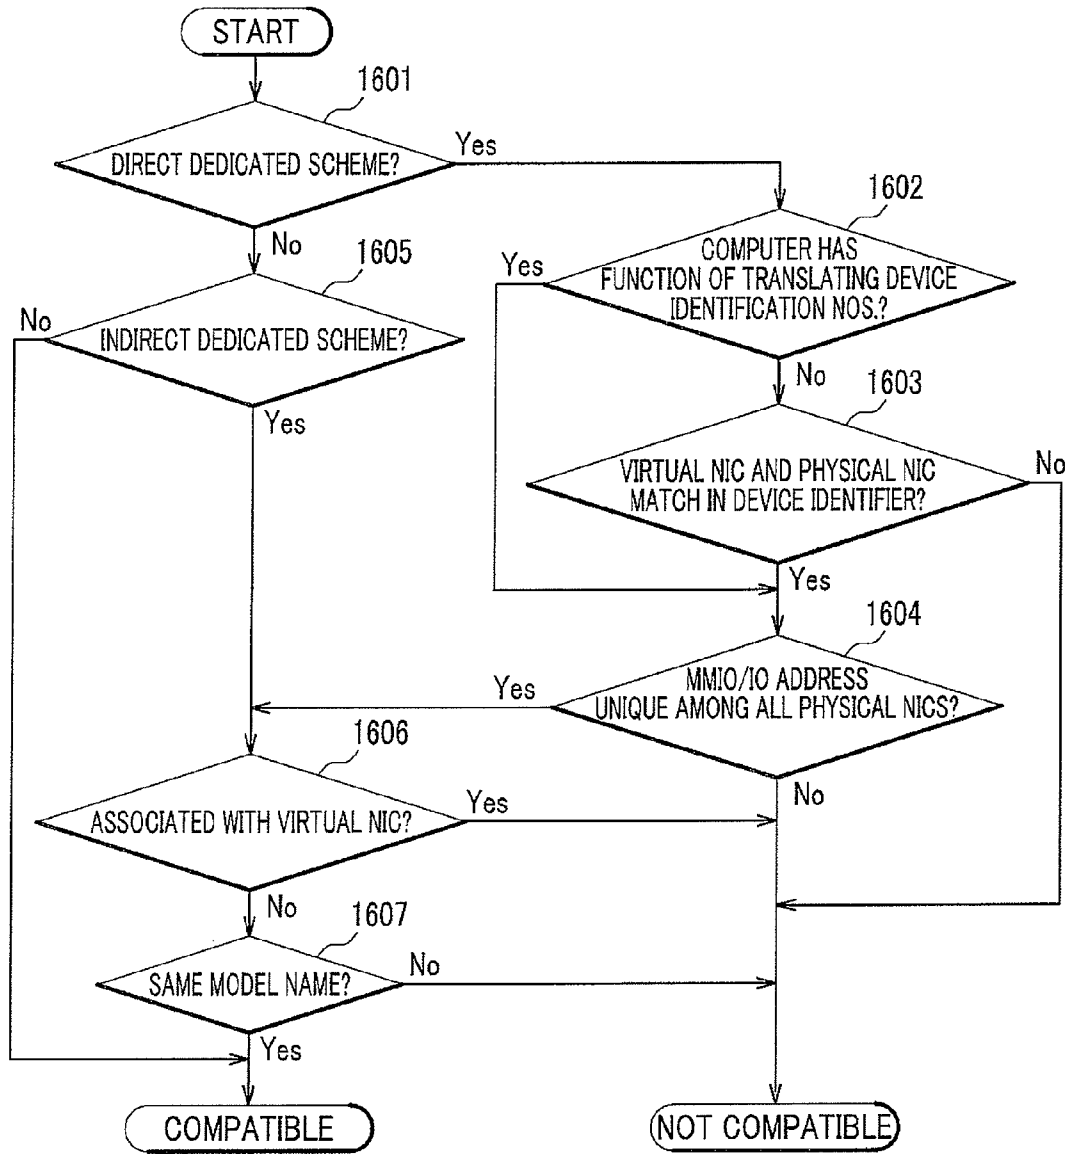 START
1601
DIRECT DEDICATED SCHEME?
Yes
No
1602
COMPUTER HAS
FUNCTION OF TRANSLATING DEVICE
IDENTIFICATION NOS.?
Yes
No
1605
INDIRECT DEDICATED SCHEME?
No
Yes
1603
VIRTUAL NIC AND PHYSICAL NIC
MATCH IN DEVICE IDENTIFIER?
No
Yes
1604
MMIO/IO ADDRESS
UNIQUE AMONG ALL PHYSICAL NICS?
Yes
No
1606
ASSOCIATED WITH VIRTUAL NIC?
Yes
No
1607
SAME MODEL NAME?
No
Yes
COMPATIBLE
NOT COMPATIBLE